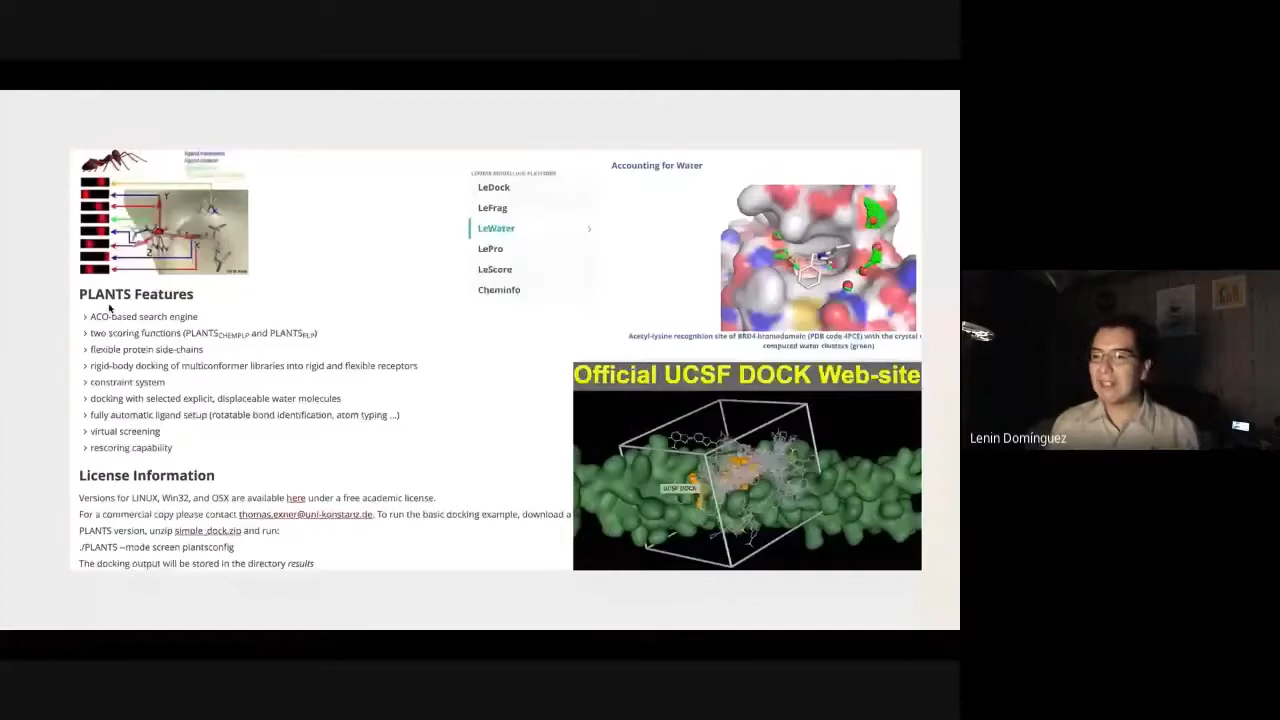 PLANTS Features
ACO-based search engine
two scoring functions (PLANTSCHEMPLP and PLANTSPLP)
flexible protein side-chains
rigid-body docking of multiconformer libraries into rigid and flexible receptors
constraint system
docking with selected explicit, displaceable water molecules
fully automatic ligand setup (rotatable bond identification, atom typing ...)
virtual screening
rescoring capability
License Information
Versions for LINUX, Win32, and OSX are available here under a free academic license.
For a commercial copy please contact thomas.exner@uni-konstanz.de. To run the basic docking example, download a
PLANTS version, unzip simple_dock.zip and run:
./PLANTS --mode screen plantsconfig
The docking output will be stored in the directory results
LeDock
LeFrag
LeWater
LePro
LeScore
Cheminfo
Accounting for Water
Acetyl-lysine recognition site of BRD4 bromodomain (PDB code 4PCE) with the crystal
computed water clusters (green)
Official UCSF DOCK Web-site
UCSF DOCK
Lenin Domínguez